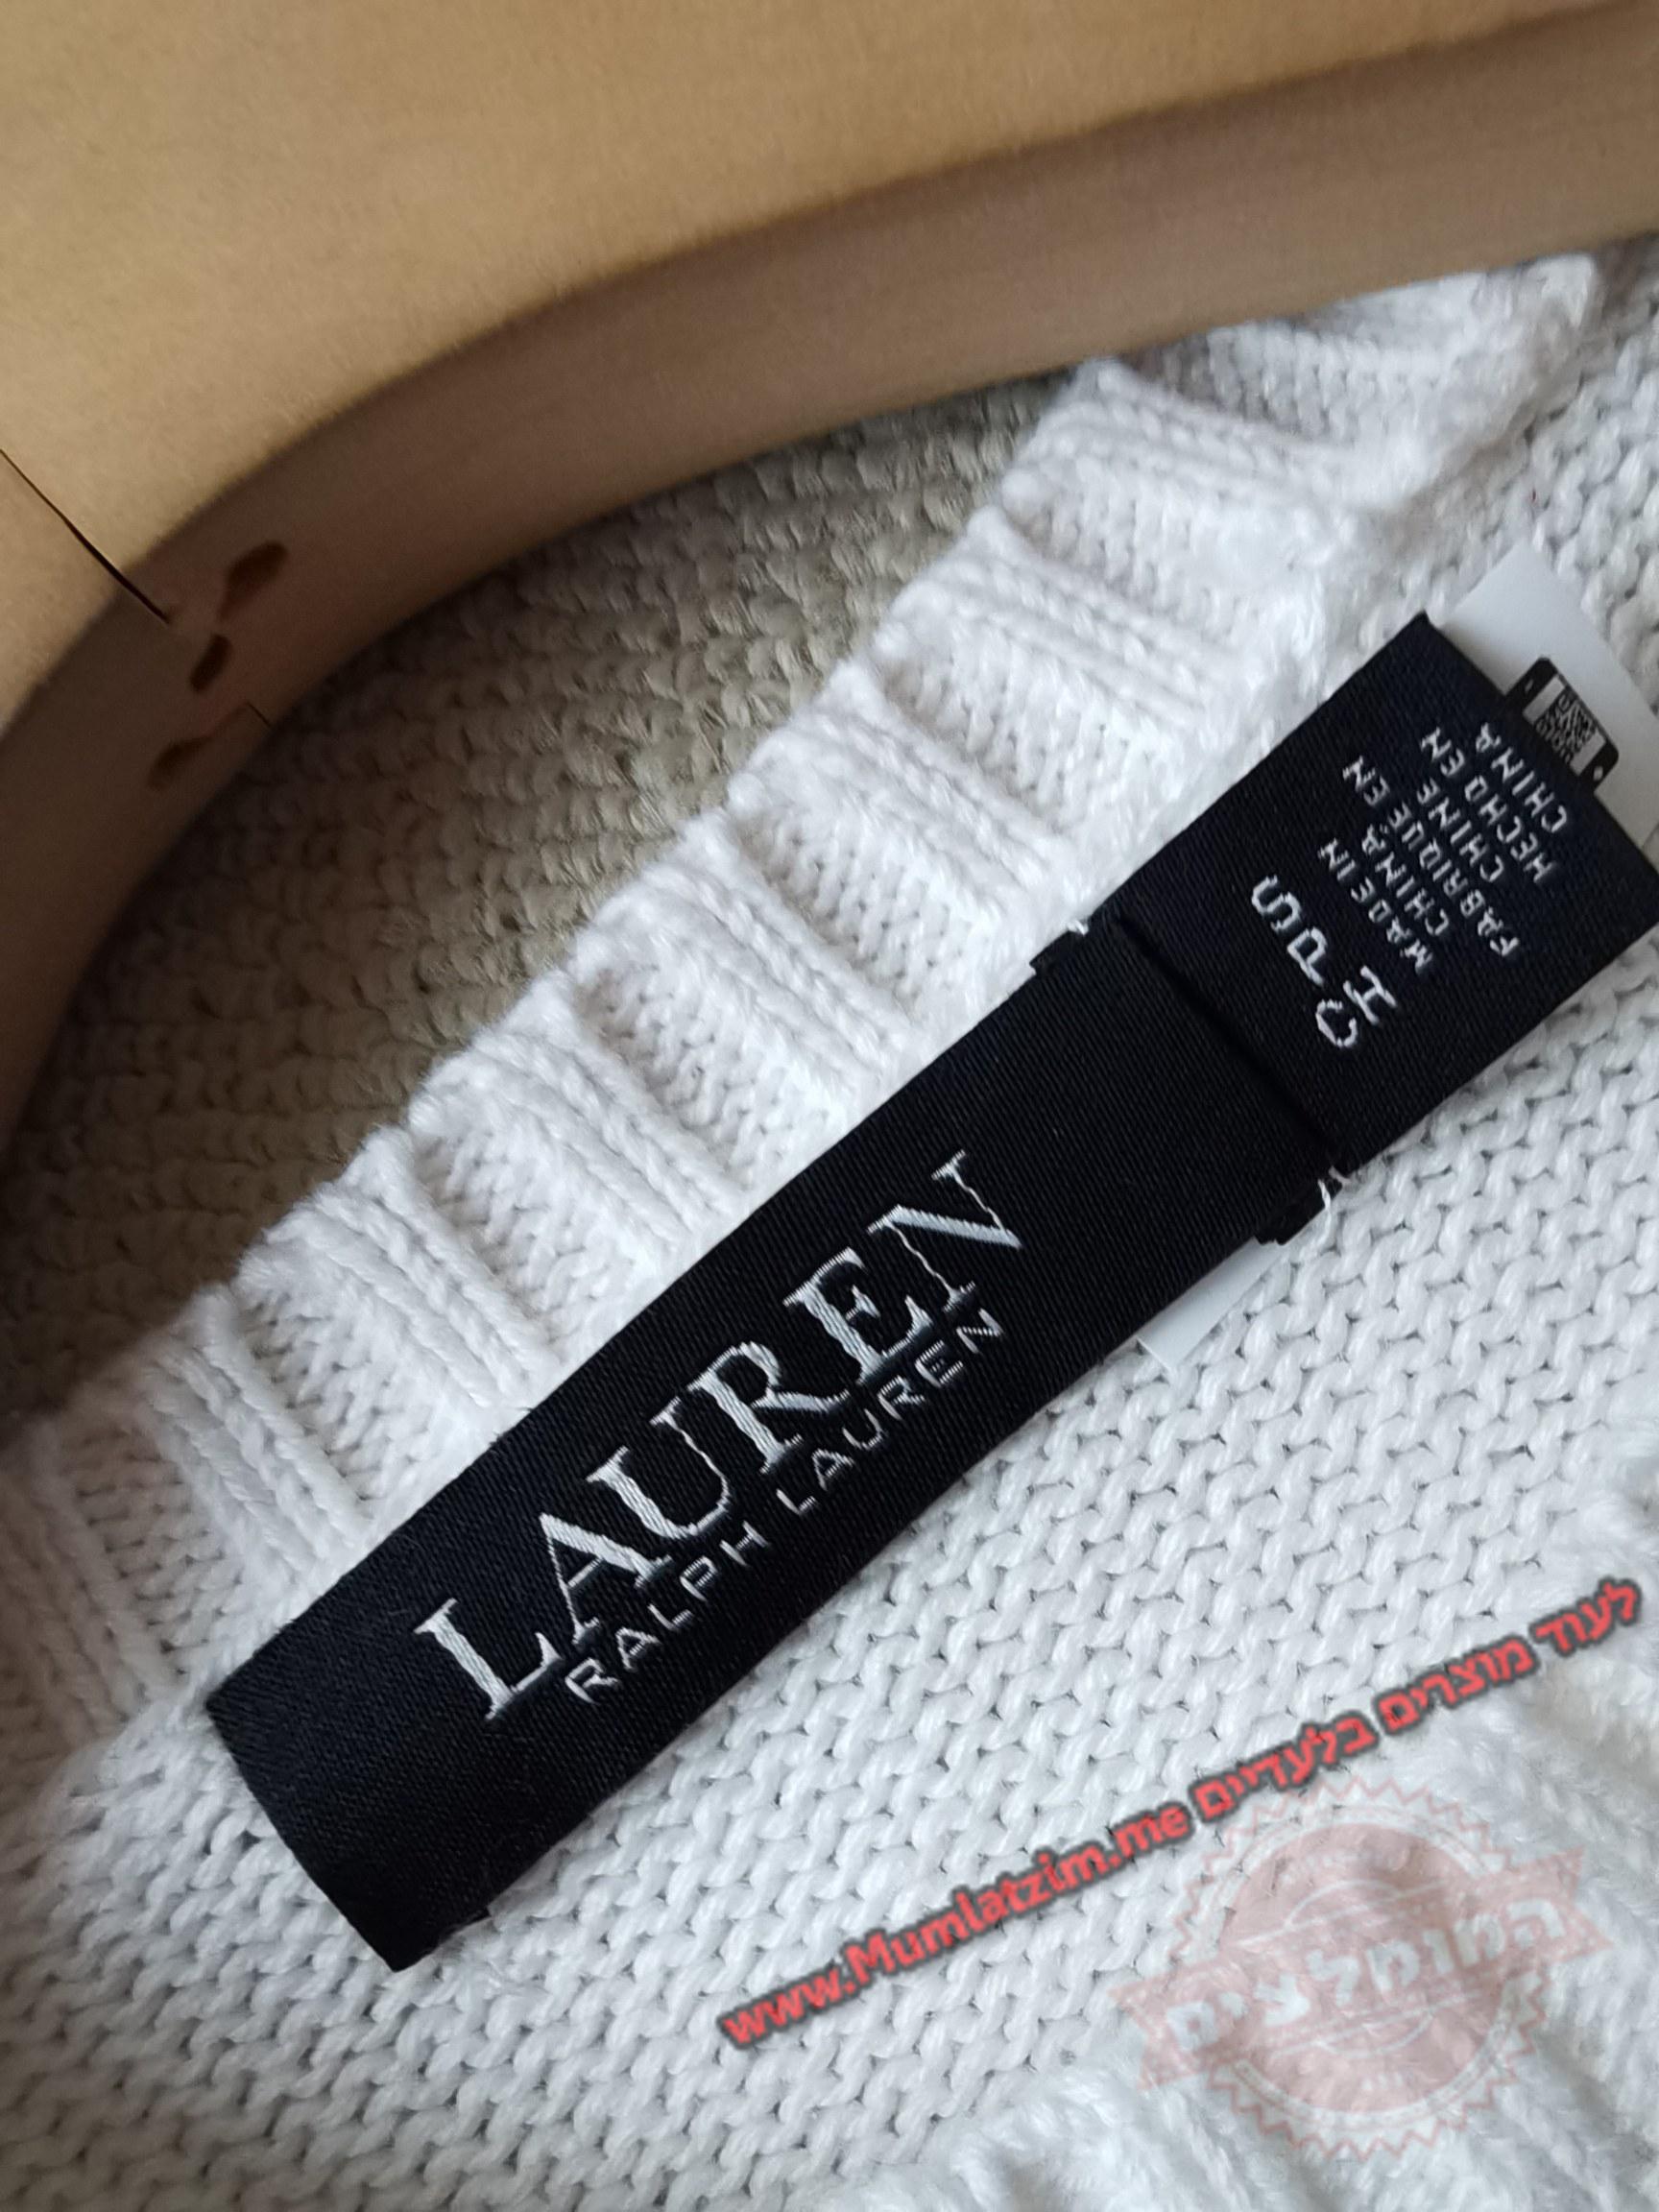 LAUREN
RALPH LAUREN
S
CH P
MADE IN
CHINA
FABRIQUE EN
CHINE
HECHO EN
CHINA
לעוד מוצרים בלעדיים www.Mumlatzim.me
המומלצים